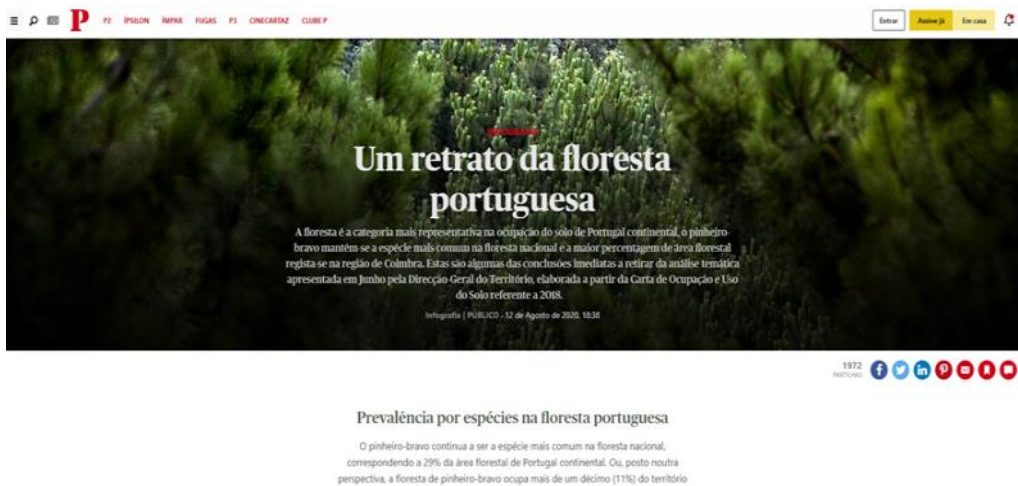 P
P2 ÍPSILON ÍMPAR FUGAS P3 CINECARTAZ CLUBE P
Entrar
Assine já
Em casa
INFOGRAFIA
Um retrato da floresta
portuguesa
A floresta é a categoria mais representativa na ocupação do solo de Portugal continental, o pinheiro-
bravo mantém-se a espécie mais comum na floresta nacional e a maior percentagem de área florestal
regista-se na região de Coimbra. Estas são algumas das conclusões imediatas a retirar da análise temática
apresentada em Junho pela Direcção-Geral do Território, elaborada a partir da Carta de Ocupação e Uso
do Solo referente a 2018.
Infografia | PÚBLICO - 12 de Agosto de 2020, 18:38
1972
PARTILHAS
Prevalência por espécies na floresta portuguesa
O pinheiro-bravo continua a ser a espécie mais comum na floresta nacional,
correspondendo a 29% da área florestal de Portugal continental. Ou, posto noutra
perspectiva, a floresta de pinheiro-bravo ocupa mais de um décimo (11%) do território